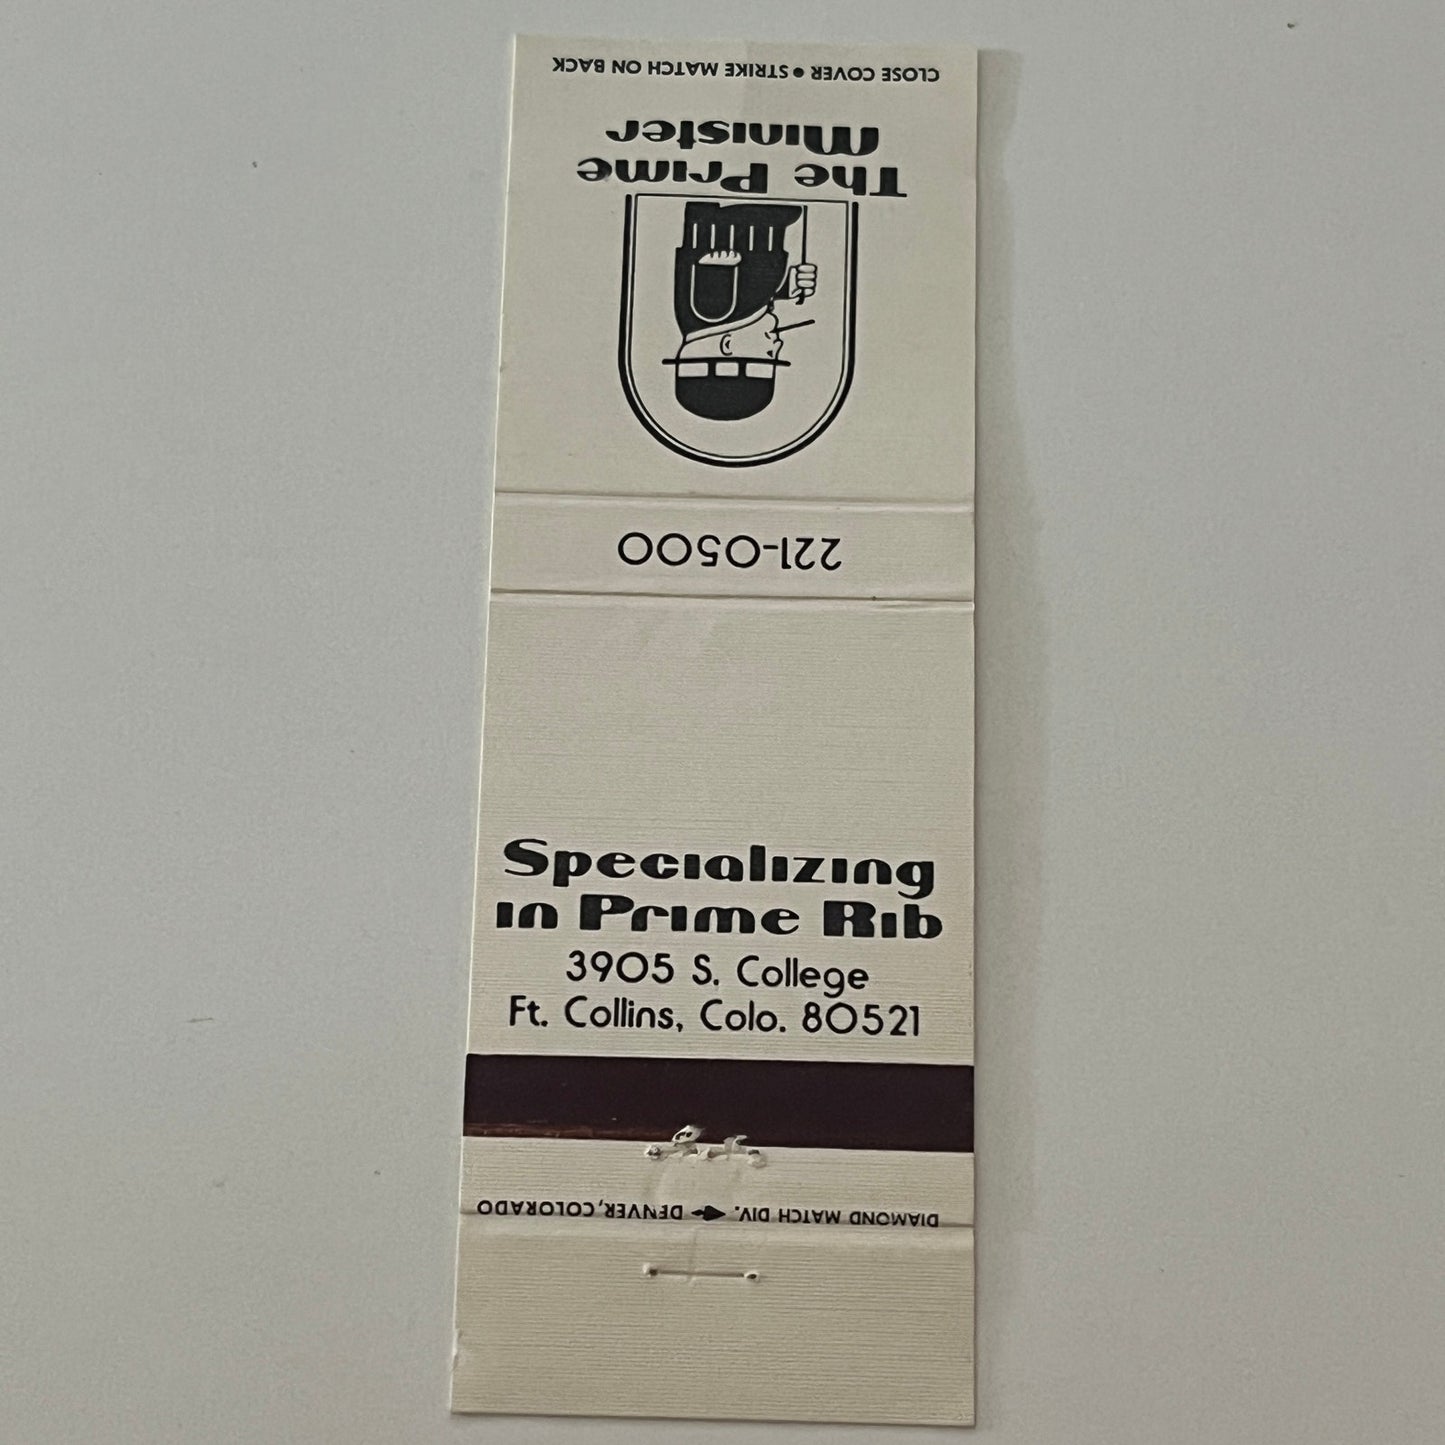 CLOSE COVER • STRIKE MATCH ON BACK
The Prime
Minister
221-0500
Specializing
in Prime Rib
3905 S. College
Ft. Collins, Colo. 80521
DIAMOND MATCH DIV. DENVER, COLORADO